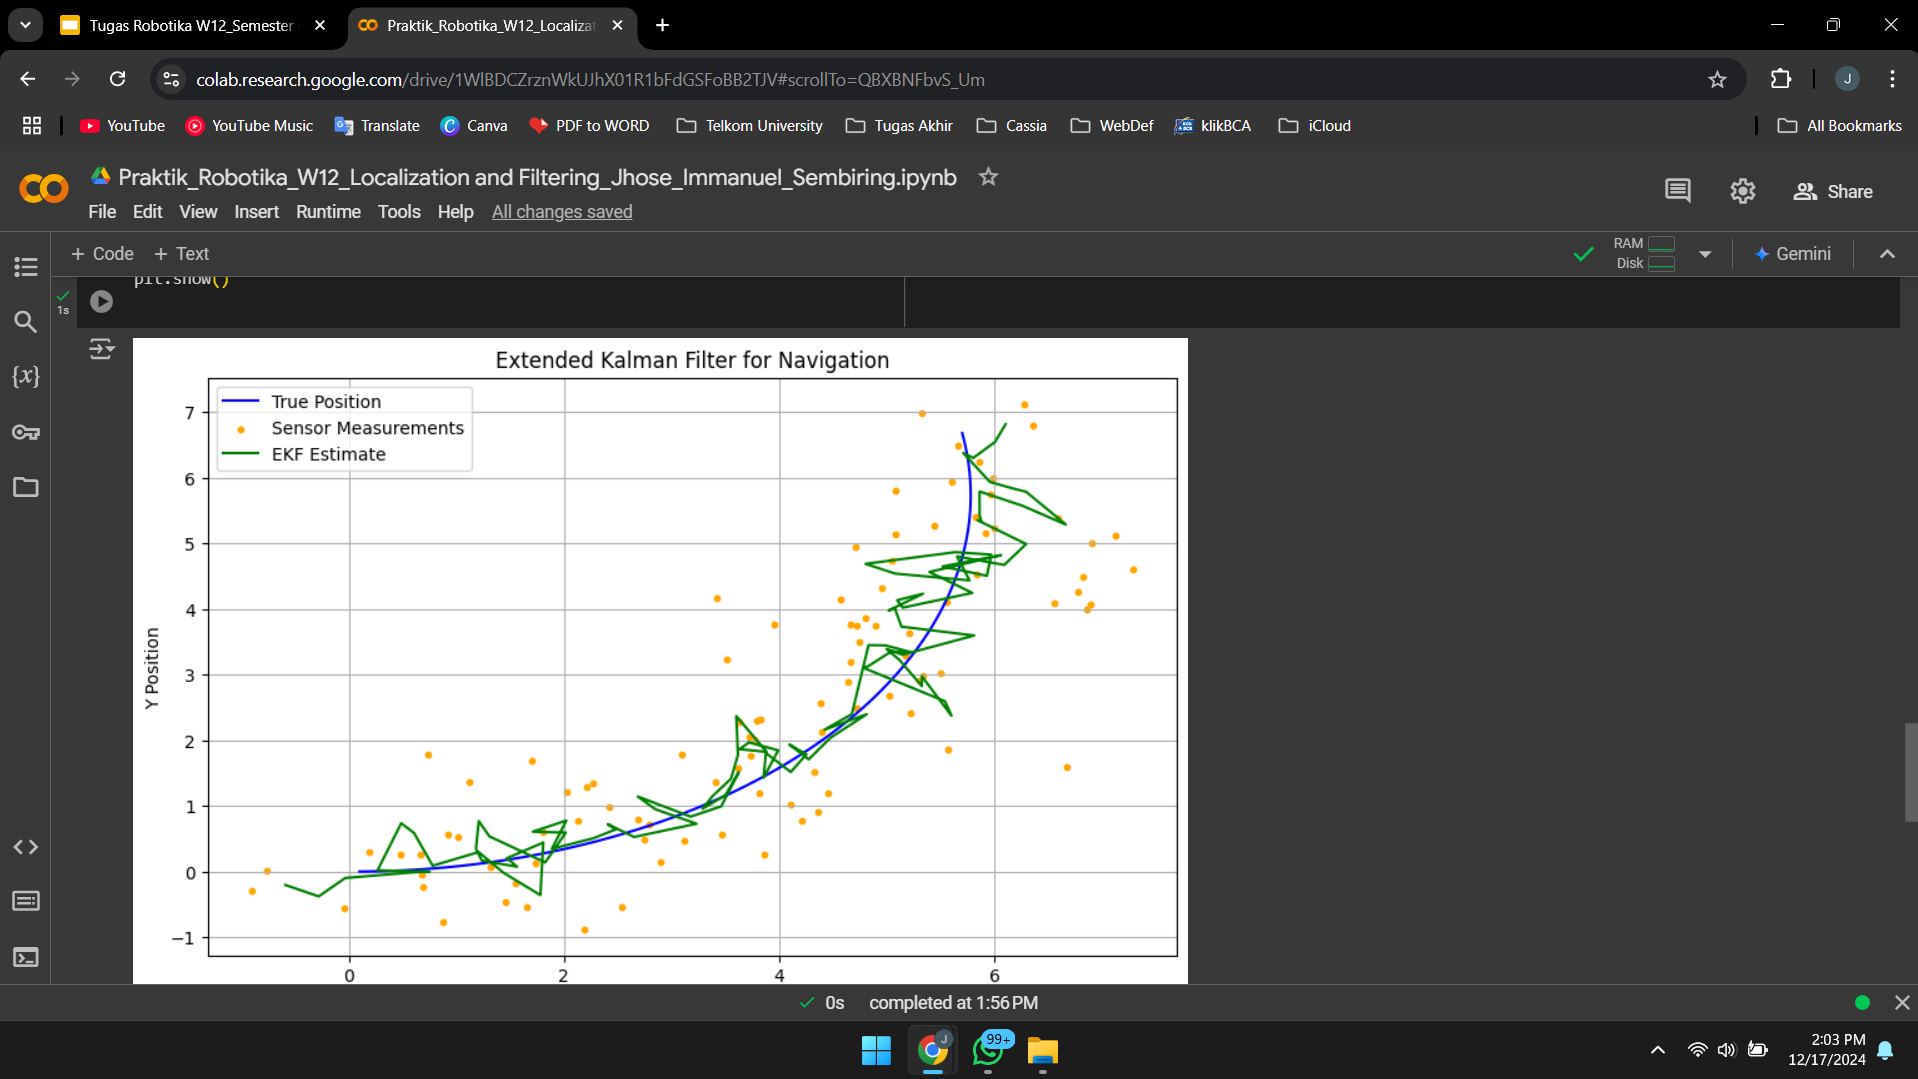 Tugas Robotika W12_Semester
Praktik_Robotika_W12_Localizat
colab.research.google.com/drive/1WlBDCZrznWkUJhX01R1bFdGSFoBB2TJV#scrollTo=QBXBNFbvS_Um
J
YouTube
YouTube Music
Translate
Canva
PDF to WORD
Telkom University
Tugas Akhir
Cassia
WebDef
klikBCA
iCloud
All Bookmarks
Praktik_Robotika_W12_Localization and Filtering_Jhose_Immanuel_Sembiring.ipynb
Share
File Edit View Insert Runtime Tools Help All changes saved
+ Code + Text
RAM
Disk
Gemini
plt.show()
1s
Extended Kalman Filter for Navigation
True Position
Sensor Measurements
EKF Estimate
7
6
5
4
3
2
1
0
−1
Y Position
0 2 4 6
0s completed at 1:56 PM
J
99+
2:03 PM
12/17/2024